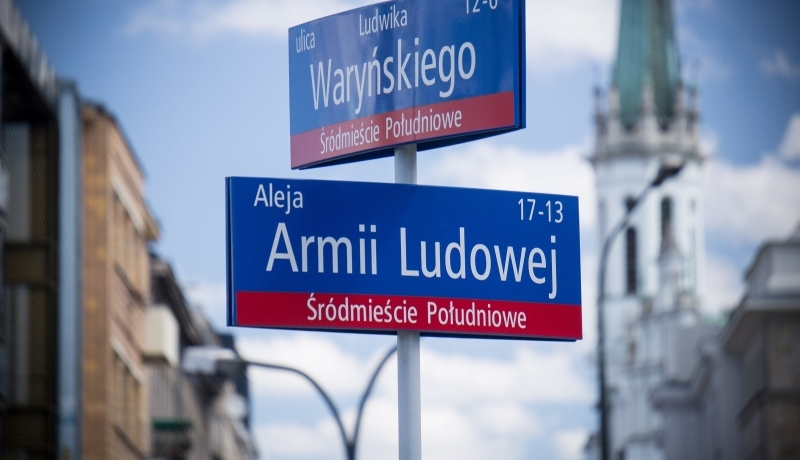 ulica Ludwika 12-6
Waryńskiego
Śródmieście Południowe
Aleja 17-13
Armii Ludowej
Śródmieście Południowe